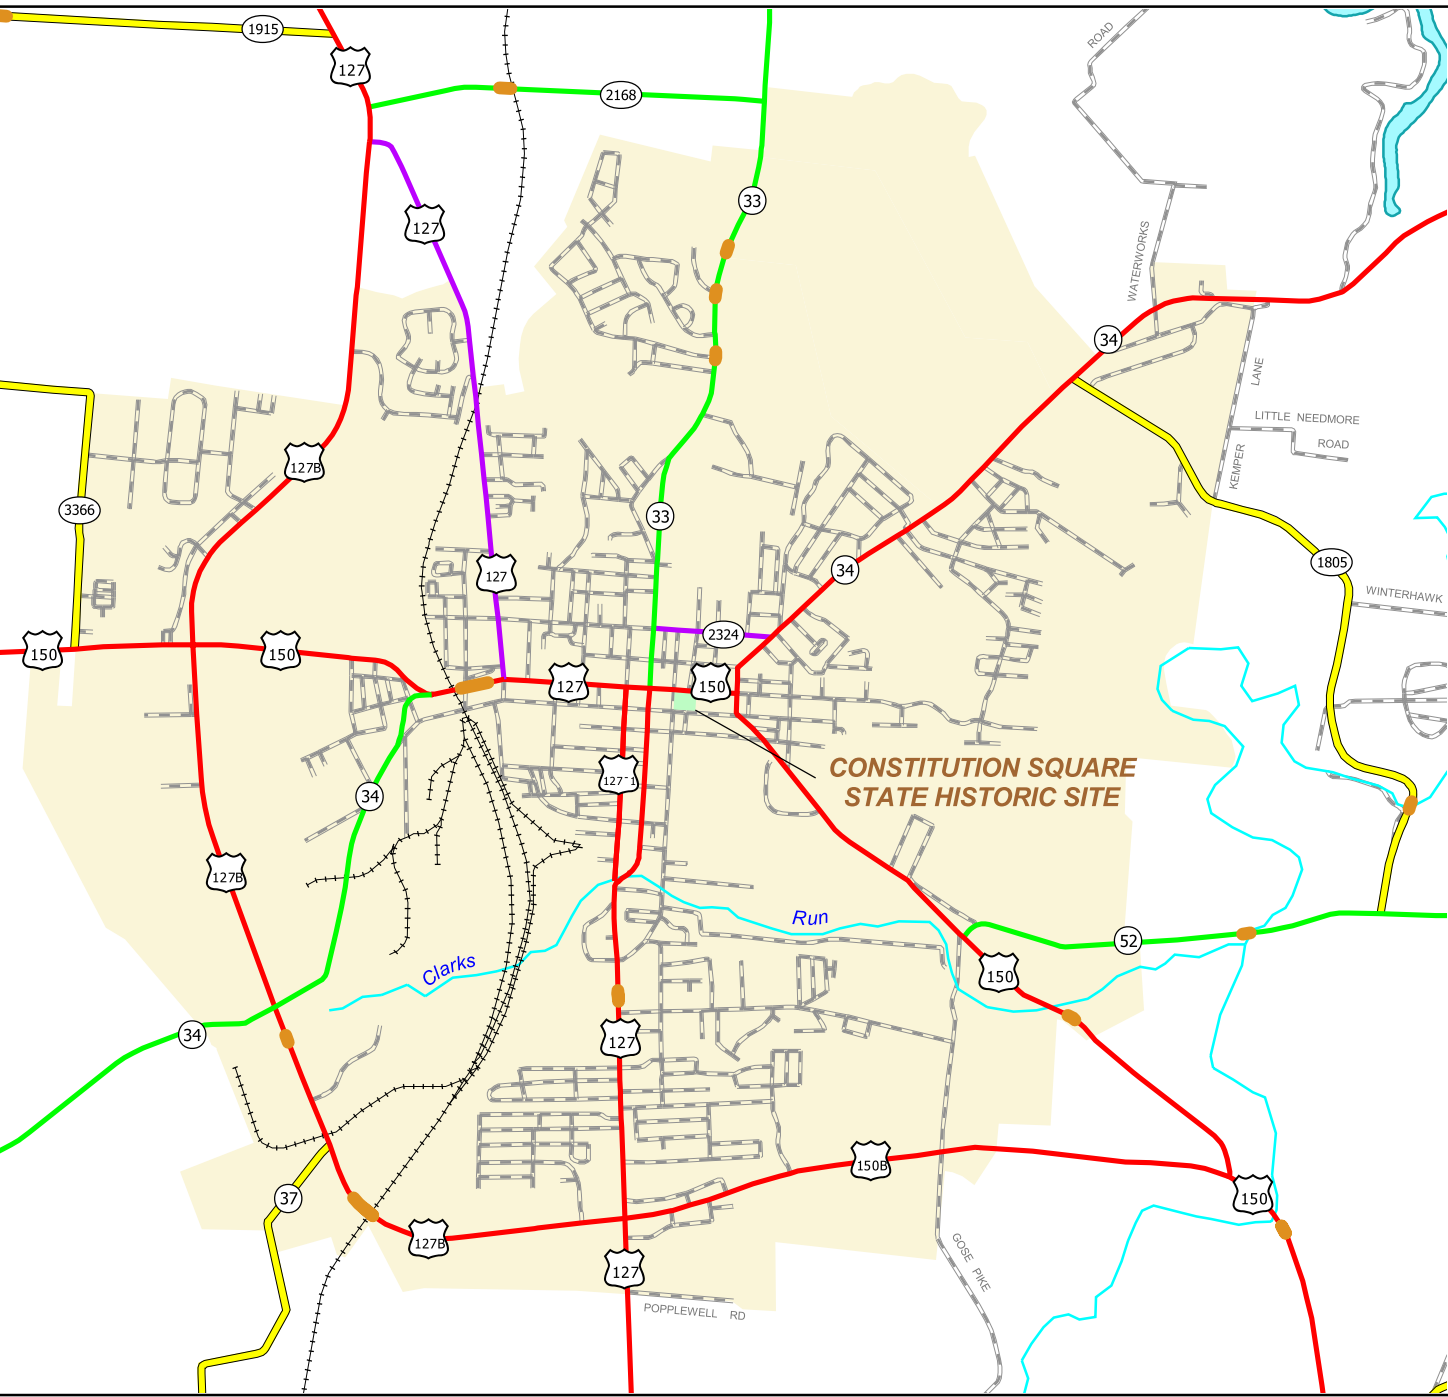 1915
127
2168
ROAD
33
127
WATERWORKS
34
LANE
LITTLE NEEDMORE
ROAD
KEMPER
127B
3366
33
1805
34
127
WINTERHAWK
2324
150
150
127
150
CONSTITUTION SQUARE
STATE HISTORIC SITE
127-1
34
127B
Run
52
Clarks
150
34
127
150B
37
150
127B
GOSE PIKE
127
POPPLEWELL RD